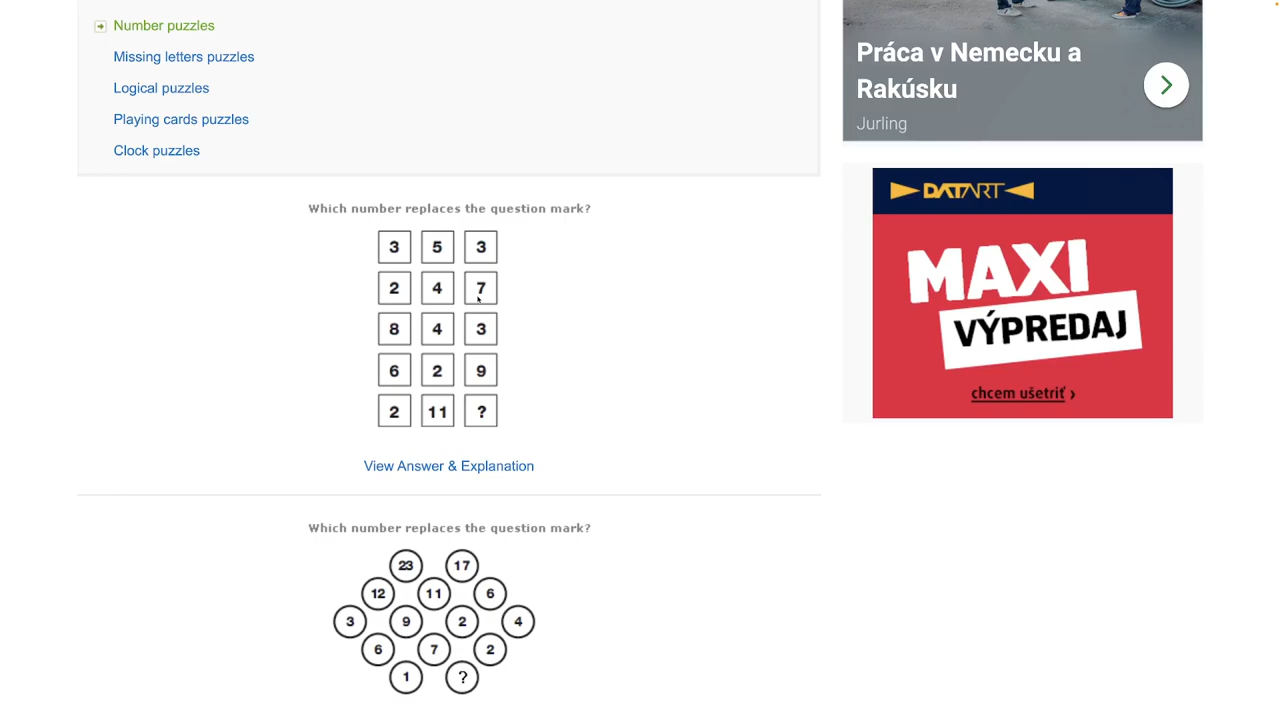 Number puzzles
Missing letters puzzles
Logical puzzles
Playing cards puzzles
Clock puzzles
Práca v Nemecku a
Rakúsku
Jurling
DATART
MAXI
VÝPREDAJ
chcem ušetriť ›
Which number replaces the question mark?
3 5 3
2 4 7
8 4 3
6 2 9
2 11 ?
View Answer & Explanation
Which number replaces the question mark?
23 17
12 11 6
3 9 2 4
6 7 2
1 ?